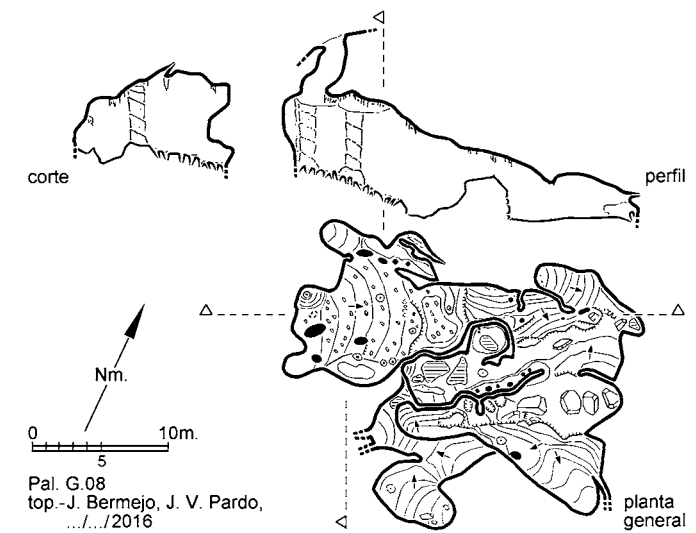 corte
perfil
Nm.
0 10m.
5
Pal. G.08
top.-J. Bermejo, J. V. Pardo,
.../.../2016
planta
general